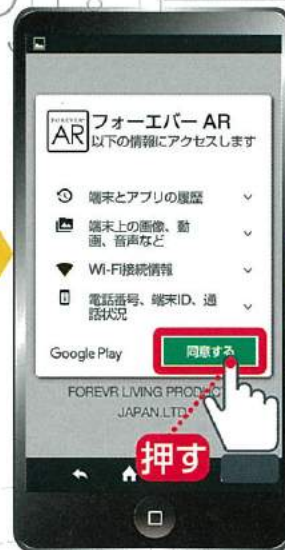 FOREVER
AR
フォーエバー AR
以下の情報にアクセスします
端末とアプリの履歴
端末上の画像、動
画、音声など
Wi-Fi接続情報
電話番号、端末ID、通
話状況
Google Play
同意する
FOREVR LIVING PRODUC
JAPAN.LTD
押す